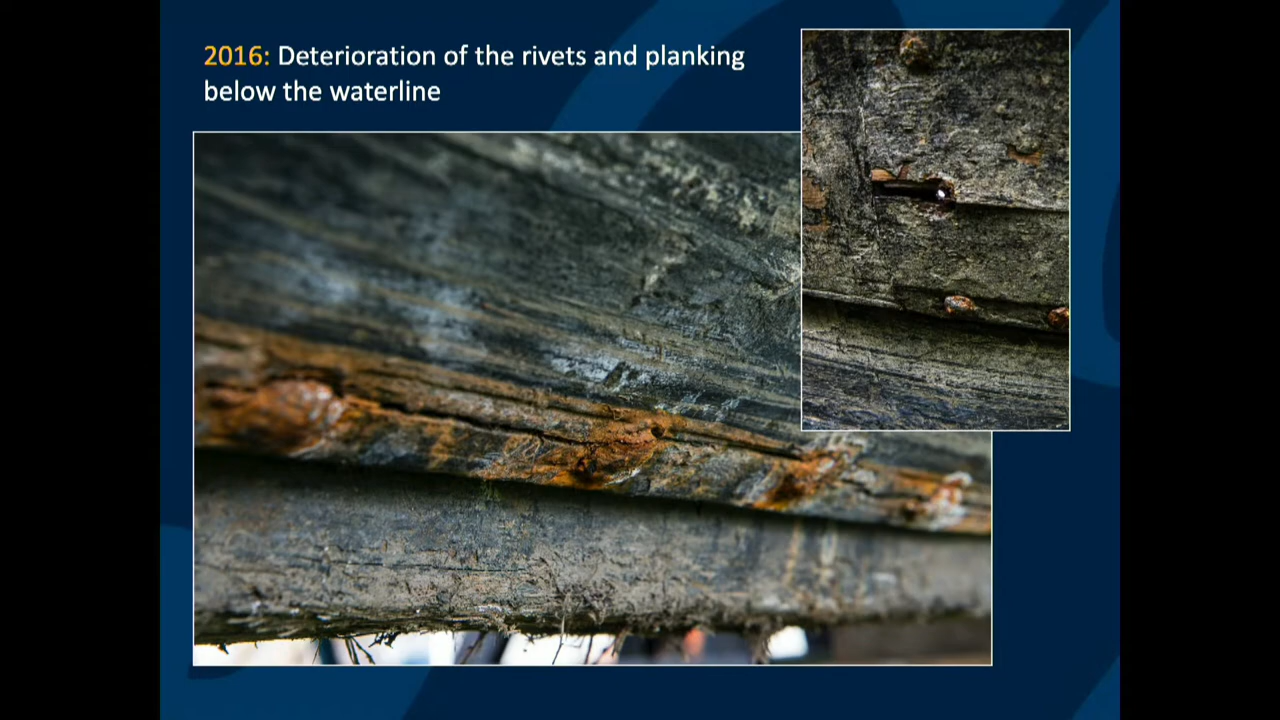 2016: Deterioration of the rivets and planking
below the waterline